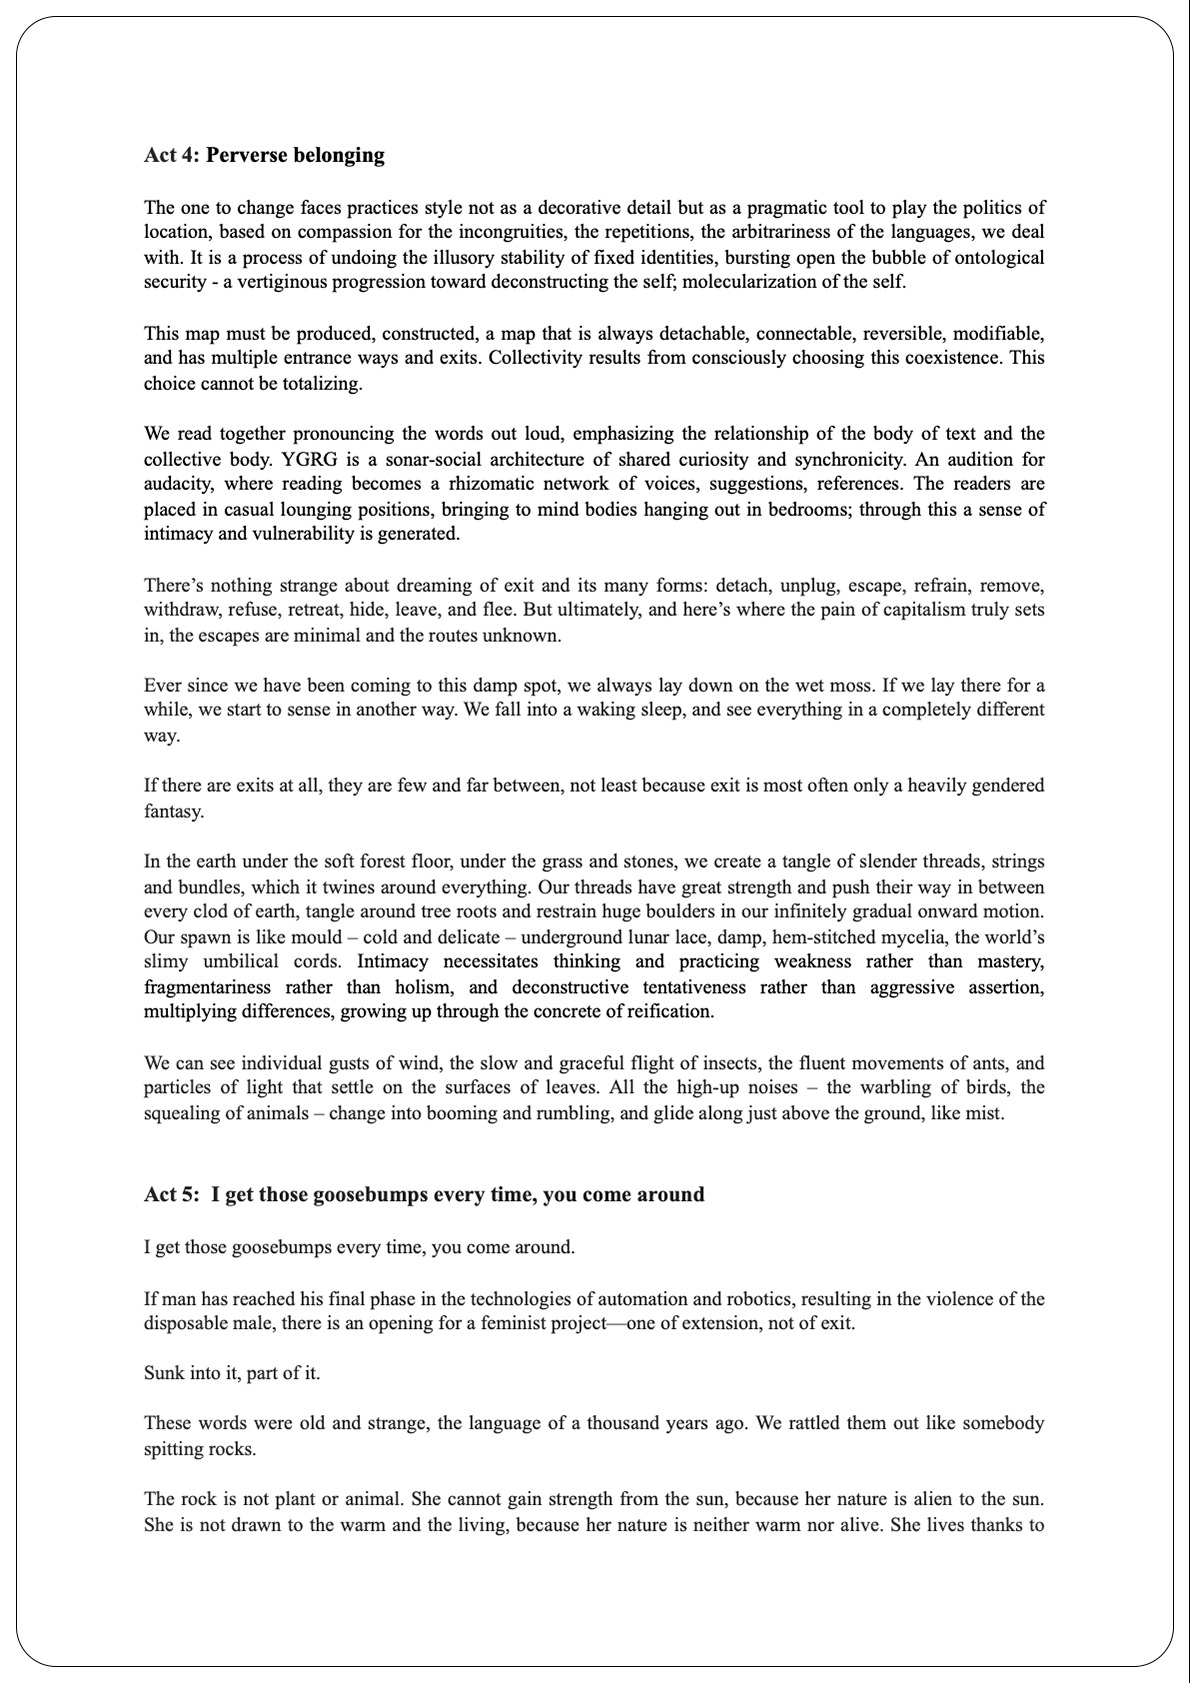 Act 4: Perverse belonging
The one to change faces practices style not as a decorative detail but as a pragmatic tool to play the politics of
location, based on compassion for the incongruities, the repetitions, the arbitrariness of the languages, we deal
with. It is a process of undoing the illusory stability of fixed identities, bursting open the bubble of ontological
security - a vertiginous progression toward deconstructing the self; molecularization of the self.
This map must be produced, constructed, a map that is always detachable, connectable, reversible, modifiable,
and has multiple entrance ways and exits. Collectivity results from consciously choosing this coexistence. This
choice cannot be totalizing.
We read together pronouncing the words out loud, emphasizing the relationship of the body of text and the
collective body. YGRG is a sonar-social architecture of shared curiosity and synchronicity. An audition for
audacity, where reading becomes a rhizomatic network of voices, suggestions, references. The readers are
placed in casual lounging positions, bringing to mind bodies hanging out in bedrooms; through this a sense of
intimacy and vulnerability is generated.
There’s nothing strange about dreaming of exit and its many forms: detach, unplug, escape, refrain, remove,
withdraw, refuse, retreat, hide, leave, and flee. But ultimately, and here’s where the pain of capitalism truly sets
in, the escapes are minimal and the routes unknown.
Ever since we have been coming to this damp spot, we always lay down on the wet moss. If we lay there for a
while, we start to sense in another way. We fall into a waking sleep, and see everything in a completely different
way.
If there are exits at all, they are few and far between, not least because exit is most often only a heavily gendered
fantasy.
In the earth under the soft forest floor, under the grass and stones, we create a tangle of slender threads, strings
and bundles, which it twines around everything. Our threads have great strength and push their way in between
every clod of earth, tangle around tree roots and restrain huge boulders in our infinitely gradual onward motion.
Our spawn is like mould – cold and delicate – underground lunar lace, damp, hem-stitched mycelia, the world’s
slimy umbilical cords. Intimacy necessitates thinking and practicing weakness rather than mastery,
fragmentariness rather than holism, and deconstructive tentativeness rather than aggressive assertion,
multiplying differences, growing up through the concrete of reification.
We can see individual gusts of wind, the slow and graceful flight of insects, the fluent movements of ants, and
particles of light that settle on the surfaces of leaves. All the high-up noises – the warbling of birds, the
squealing of animals – change into booming and rumbling, and glide along just above the ground, like mist.
Act 5:  I get those goosebumps every time, you come around
I get those goosebumps every time, you come around.
If man has reached his final phase in the technologies of automation and robotics, resulting in the violence of the
disposable male, there is an opening for a feminist project—one of extension, not of exit.
Sunk into it, part of it.
These words were old and strange, the language of a thousand years ago. We rattled them out like somebody
spitting rocks.
The rock is not plant or animal. She cannot gain strength from the sun, because her nature is alien to the sun.
She is not drawn to the warm and the living, because her nature is neither warm nor alive. She lives thanks to